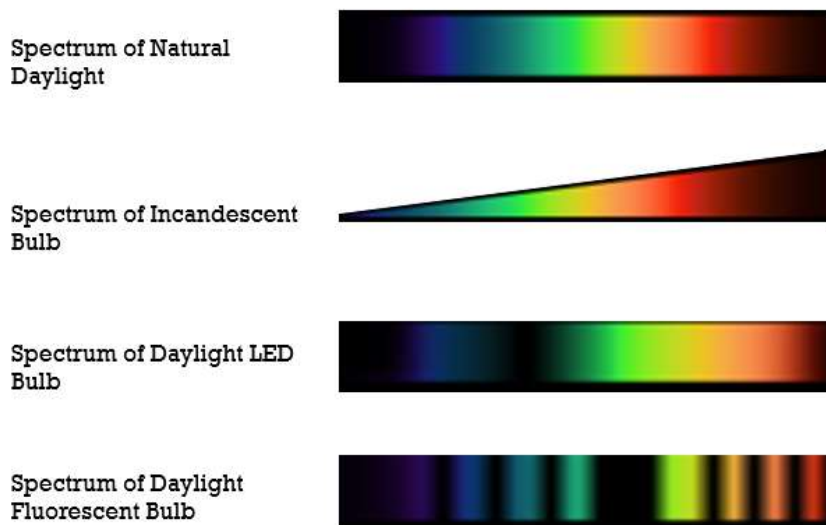 Spectrum of Natural
Daylight
Spectrum of Incandescent
Bulb
Spectrum of Daylight LED
Bulb
Spectrum of Daylight
Fluorescent Bulb